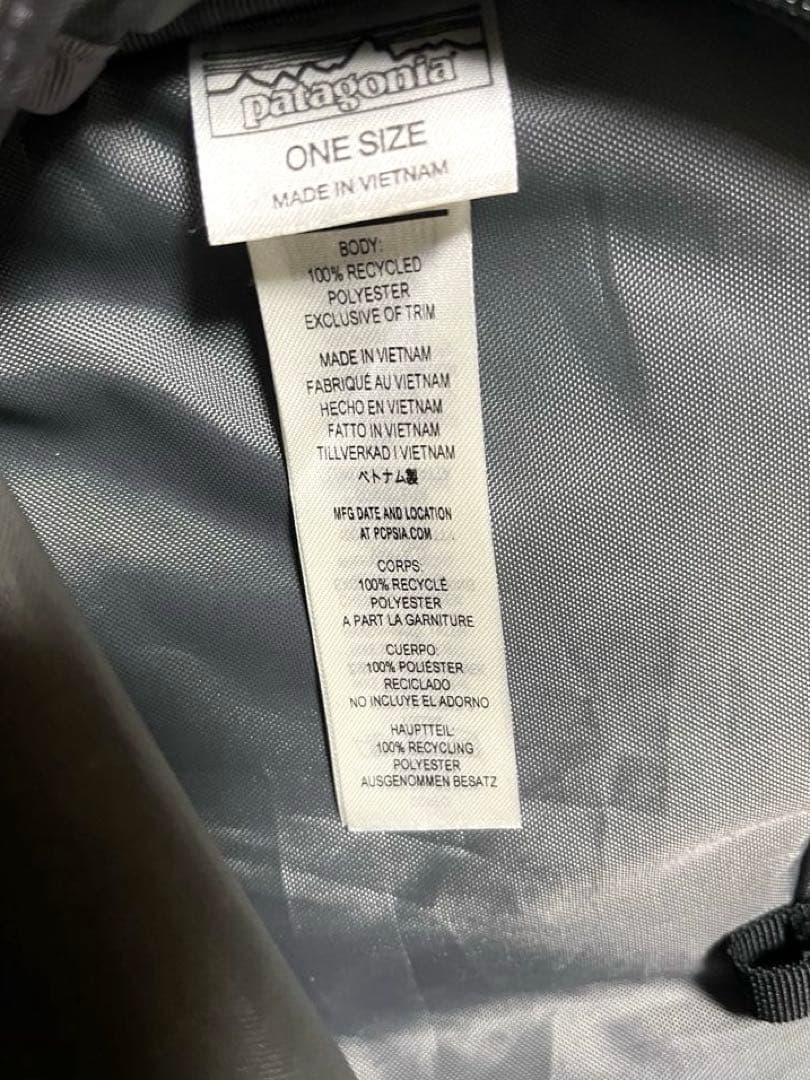 patagonia
ONE SIZE
MADE IN VIETNAM
BODY:
100% RECYCLED
POLYESTER
EXCLUSIVE OF TRIM
MADE IN VIETNAM
FABRIQUÉ AU VIETNAM
HECHO EN VIETNAM
FATTO IN VIETNAM
TILLVERKAD I VIETNAM
ベトナム製
MFG DATE AND LOCATION
AT PCPSIA.COM
CORPS:
100% RECYCLÉ
POLYESTER
A PART LA GARNITURE
CUERPO:
100% POLIÉSTER
RECICLADO
NO INCLUYE EL ADORNO
HAUPTTEIL:
100% RECYCLING
POLYESTER
AUSGENOMMEN BESATZ